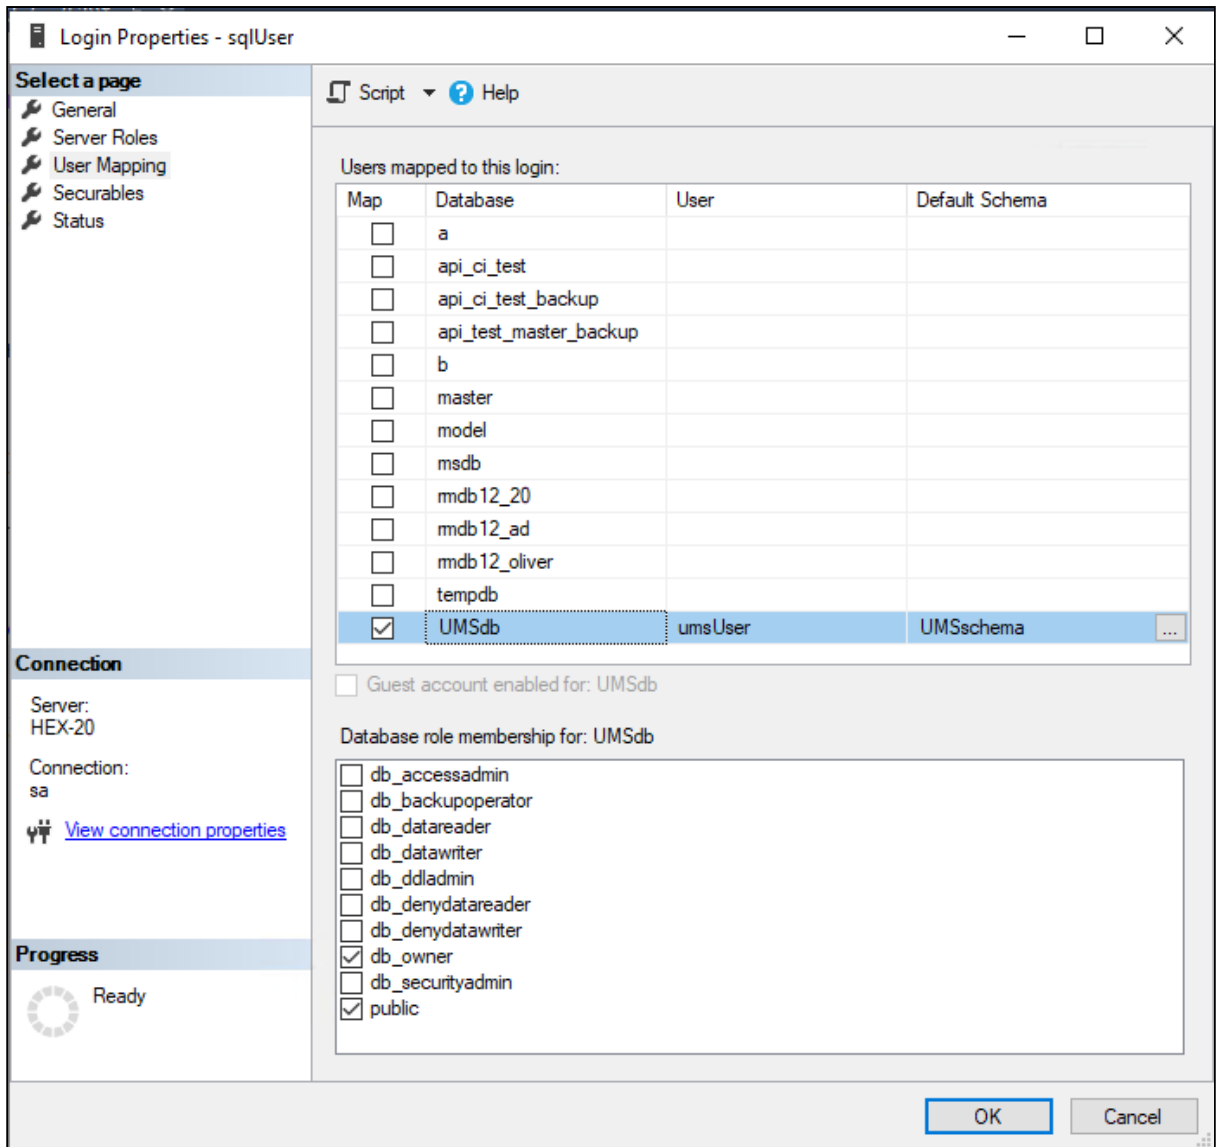 Login Properties - sqlUser
Select a page
General
Server Roles
User Mapping
Securables
Status
Script
Help
Users mapped to this login:
Map Database User Default Schema
a
api_ci_test
api_ci_test_backup
api_test_master_backup
b
master
model
msdb
rmdb12_20
rmdb12_ad
rmdb12_oliver
tempdb
UMSdb umsUser UMSschema ...
Guest account enabled for: UMSdb
Database role membership for: UMSdb
db_accessadmin
db_backupoperator
db_datareader
db_datawriter
db_ddladmin
db_denydatareader
db_denydatawriter
db_owner
db_securityadmin
public
Connection
Server:
HEX-20
Connection:
sa
View connection properties
Progress
Ready
OK
Cancel